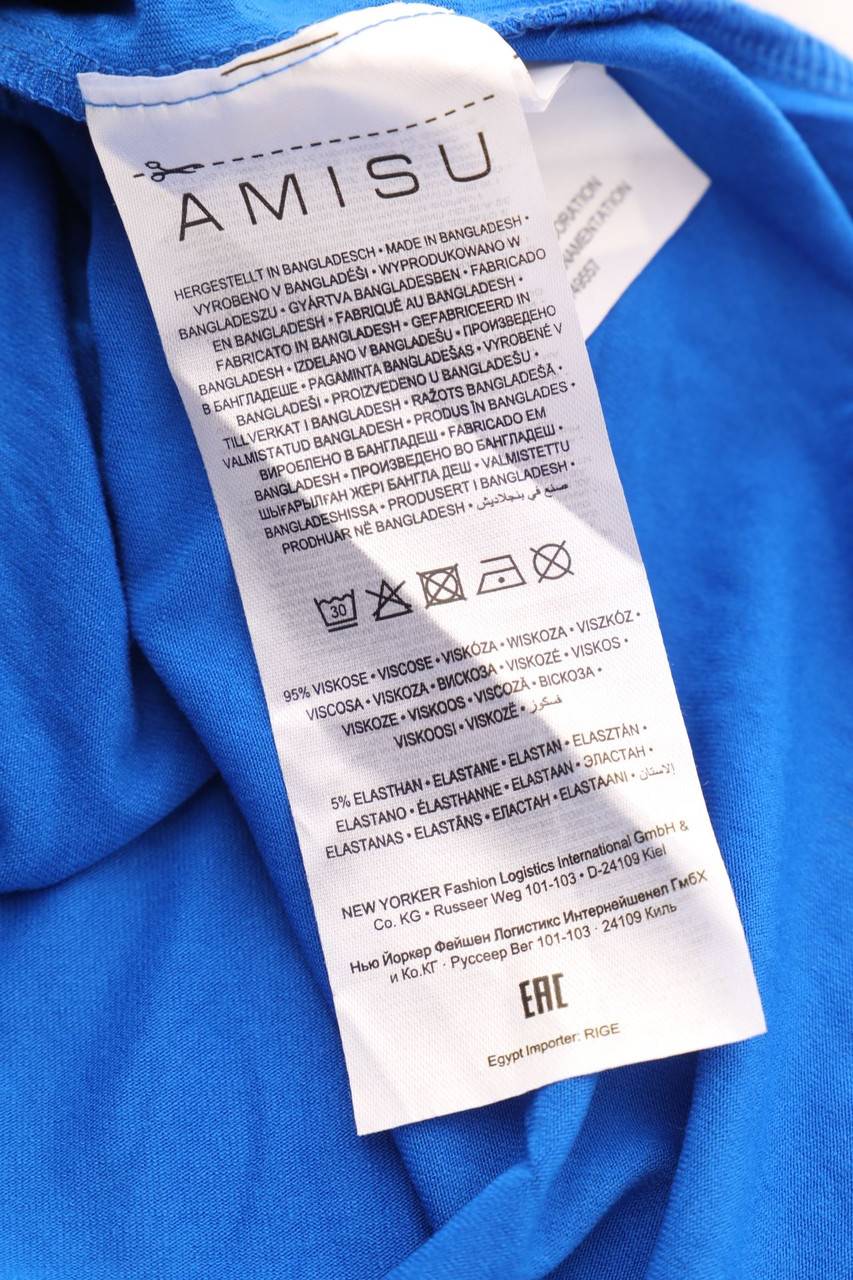 AMISU
HERGESTELLT IN BANGLADESCH • MADE IN BANGLADESH •
VYROBENO V BANGLADÉŠI • WYPRODUKOWANO W
BANGLADESZU • GYÁRTVA BANGLADESBEN • FABRICADO
EN BANGLADESH • FABRIQUÉ AU BANGLADESH •
FABRICATO IN BANGLADESH • GEFABRICEERD IN
BANGLADESH • IZDELANO V BANGLADEŠU • ПРОИЗВЕДЕНО
В БАНГЛАДЕШЕ • PAGAMINTA BANGLADEŠAS • VYROBENÉ V
BANGLADEŠI • PROIZVEDENO U BANGLADEŠU •
TILLVERKAT I BANGLADESH • RAŽOTS BANGLADEŠĀ •
VALMISTATUD BANGLADESH • PRODUS ÎN BANGLADES •
ВИРОБЛЕНО В БАНГЛАДЕШ • FABRICADO EM
BANGLADESH • ПРОИЗВЕДЕНО ВО БАНГЛАДЕШ •
ШЫҒАРЫЛҒАН ЖЕРІ БАНГЛА ДЕШ • VALMISTETTU
BANGLADESHISSA • PRODUSERT I BANGLADESH •
PRODHUAR NË BANGLADESH • صنع في بنجلاديش
30
95% VISKOSE • VISCOSE • VISKÓZA • WISKOZA • VISZKÓZ •
VISCOSA • VISKOZA • ВИСКОЗА • VISKOZÉ • VISKOS •
VISKOZE • VISKOOS • VISCOZĂ • ВІСКОЗА •
VISKOOSI • VISKOZË • فسكوز
5% ELASTHAN • ELASTANE • ELASTAN • ELASZTÁN •
ELASTANO • ÉLASTHANNE • ELASTAAN • ЭЛАСТАН •
ELASTANAS • ELASTĀNS • ЕЛАСТАН • ELASTAANI • الاستان
NEW YORKER Fashion Logistics International GmbH &
Co. KG • Russeer Weg 101-103 • D-24109 Kiel
Нью Йоркер Фейшен Логистикс Интернейшенел ГмбХ
и Ко.КГ · Руссеер Вег 101-103 · 24109 Киль
EAC
Egypt Importer: RIGE
ORATION
NAMENTATION